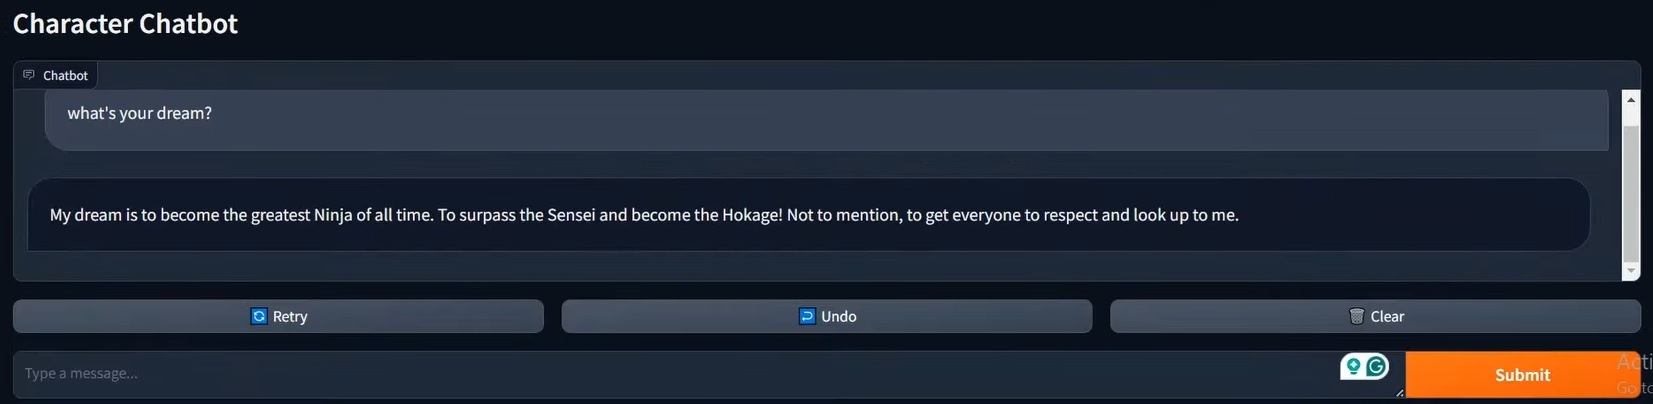 Character Chatbot
Chatbot
what's your dream?
My dream is to become the greatest Ninja of all time. To surpass the Sensei and become the Hokage! Not to mention, to get everyone to respect and look up to me.
Retry
Undo
Clear
Type a message...
Submit
Acti
Go to